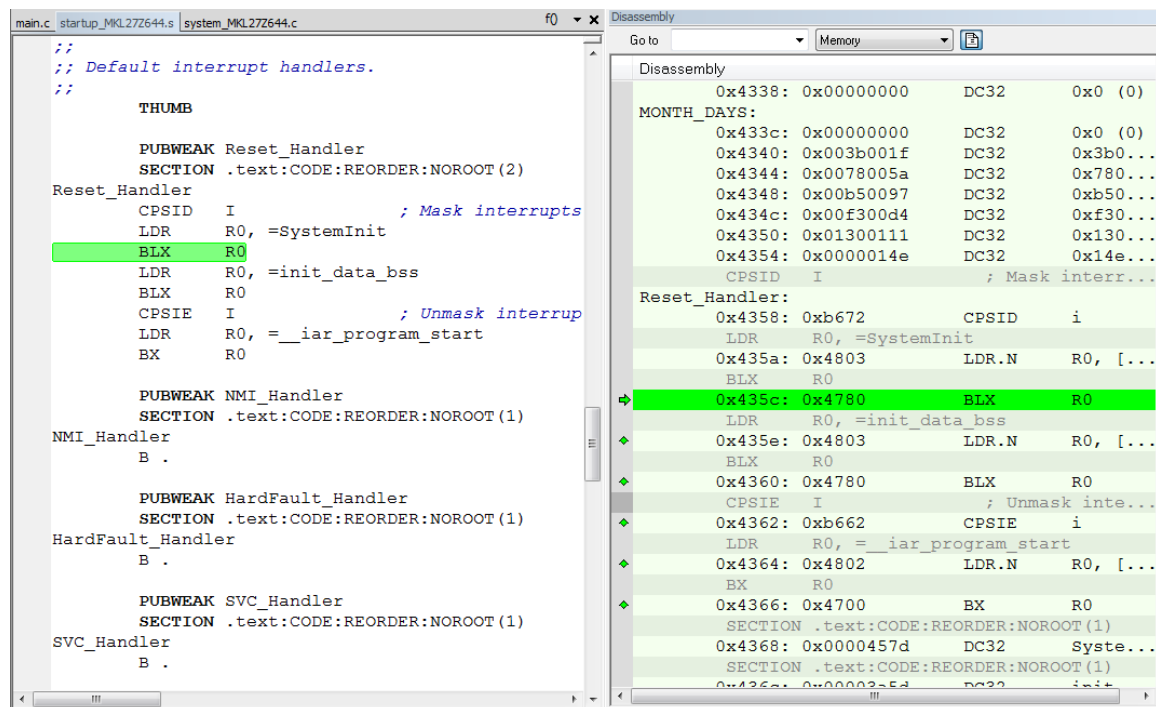 main.c startup_MKL27Z644.s system_MKL27Z644.c f()
;;
;; Default interrupt handlers.
;;
THUMB
PUBWEAK Reset_Handler
SECTION .text:CODE:REORDER:NOROOT(2)
Reset_Handler
CPSID I ; Mask interrupts
LDR R0, =SystemInit
BLX R0
LDR R0, =init_data_bss
BLX R0
CPSIE I ; Unmask interrup
LDR R0, =__iar_program_start
BX R0
PUBWEAK NMI_Handler
SECTION .text:CODE:REORDER:NOROOT(1)
NMI_Handler
B .
PUBWEAK HardFault_Handler
SECTION .text:CODE:REORDER:NOROOT(1)
HardFault_Handler
B .
PUBWEAK SVC_Handler
SECTION .text:CODE:REORDER:NOROOT(1)
SVC_Handler
B .
Disassembly
Go to Memory
Disassembly
0x4338: 0x00000000 DC32 0x0 (0)
MONTH_DAYS:
0x433c: 0x00000000 DC32 0x0 (0)
0x4340: 0x003b001f DC32 0x3b0...
0x4344: 0x0078005a DC32 0x780...
0x4348: 0x00b50097 DC32 0xb50...
0x434c: 0x00f300d4 DC32 0xf30...
0x4350: 0x01300111 DC32 0x130...
0x4354: 0x0000014e DC32 0x14e...
CPSID I ; Mask interr...
Reset_Handler:
0x4358: 0xb672 CPSID i
LDR R0, =SystemInit
0x435a: 0x4803 LDR.N R0, [...
BLX R0
0x435c: 0x4780 BLX R0
LDR R0, =init_data_bss
0x435e: 0x4803 LDR.N R0, [...
BLX R0
0x4360: 0x4780 BLX R0
CPSIE I ; Unmask inte...
0x4362: 0xb662 CPSIE i
LDR R0, =__iar_program_start
0x4364: 0x4802 LDR.N R0, [...
BX R0
0x4366: 0x4700 BX R0
SECTION .text:CODE:REORDER:NOROOT(1)
0x4368: 0x0000457d DC32 Syste...
SECTION .text:CODE:REORDER:NOROOT(1)
0x436c: 0x00003a5d DC32 init